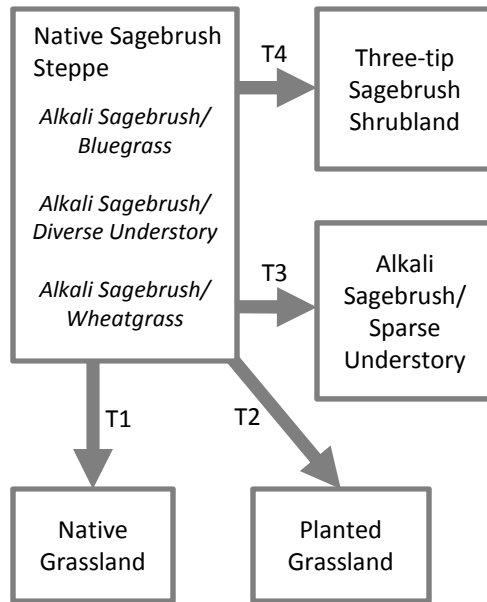 Native Sagebrush
Steppe
Alkali Sagebrush/
Bluegrass
Alkali Sagebrush/
Diverse Understory
Alkali Sagebrush/
Wheatgrass
T4
Three-tip
Sagebrush
Shrubland
T3
Alkali
Sagebrush/
Sparse
Understory
T1
T2
Native
Grassland
Planted
Grassland